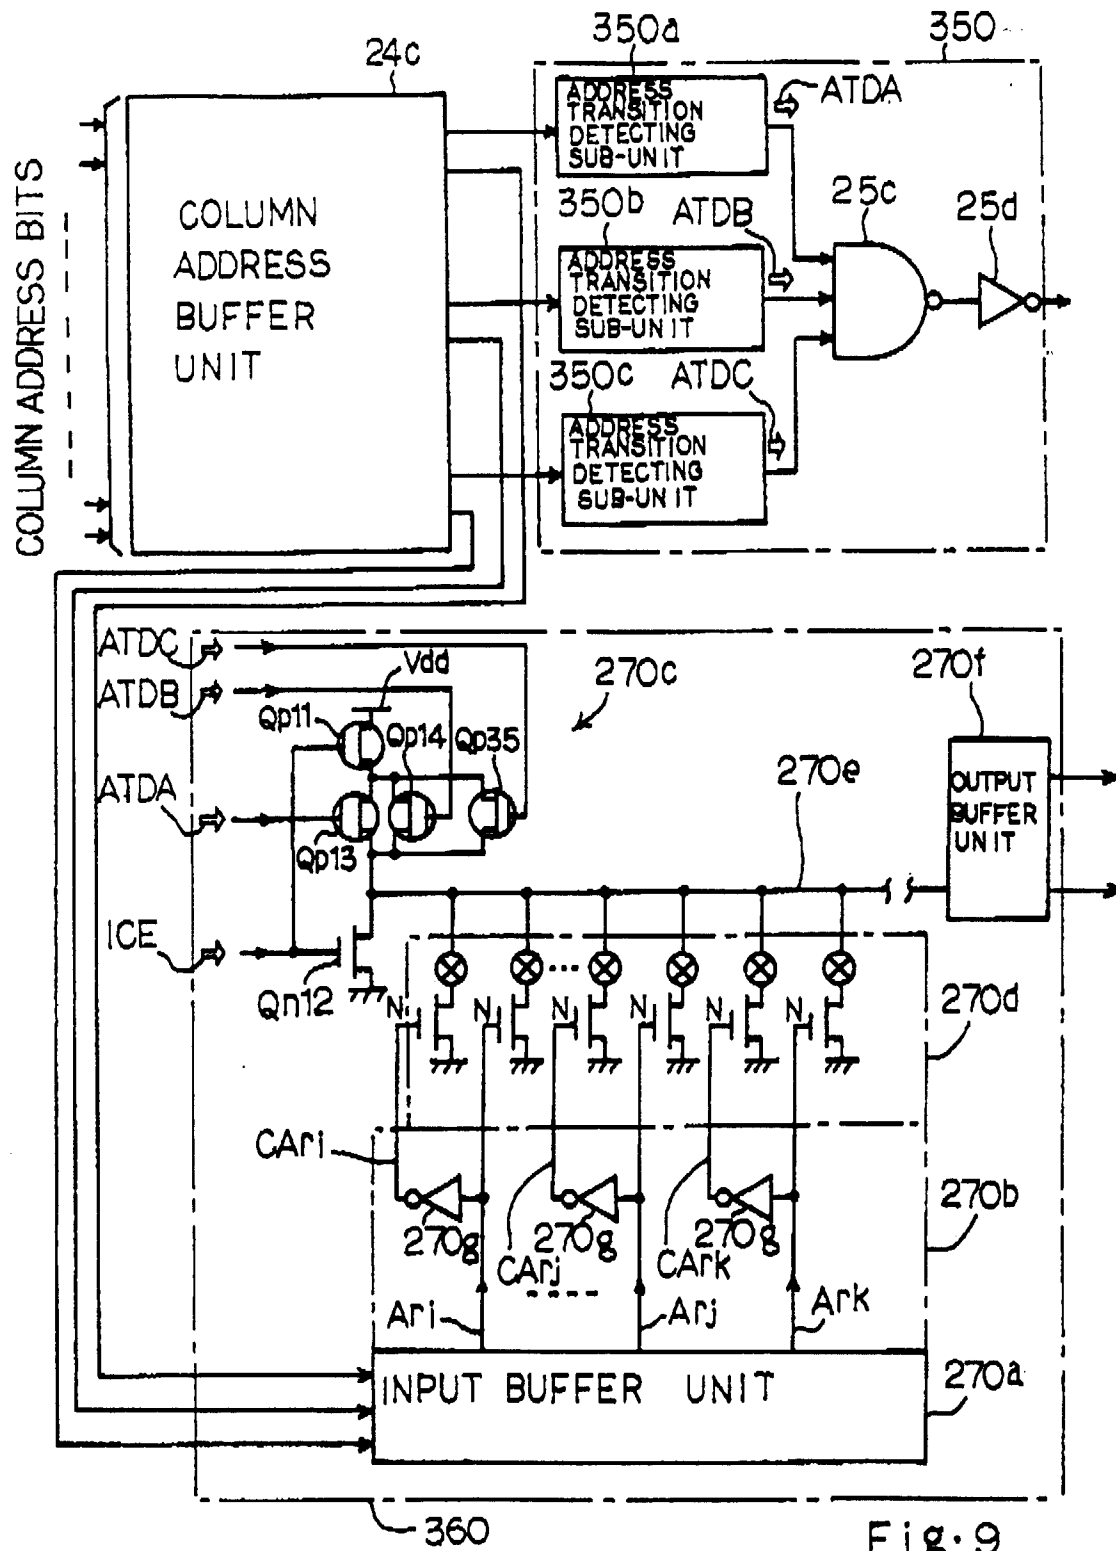 350a
350
24c
ADDRESS
TRANSITION
DETECTING
SUB-UNIT
ATDA
COLUMN ADDRESS BITS
COLUMN
ADDRESS
BUFFER
UNIT
350b
ATDB
25c
25d
ADDRESS
TRANSITION
DETECTING
SUB-UNIT
350c
ATDC
ADDRESS
TRANSITION
DETECTING
SUB-UNIT
ATDC
Vdd
270c
270f
ATDB
Qp11
Qp14
Qp35
270e
ATDA
OUTPUT
BUFFER
UNIT
Qp13
ICE
Qn12
N
N
N
N
N
N
270d
CAri
270g
270g
270g
270b
CArj
CArk
Ari
Arj
Ark
INPUT BUFFER UNIT
270a
360
Fig. 9